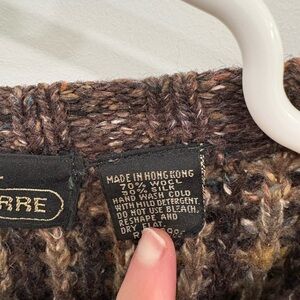 RRE
MADE IN HONG KONG
70% WOOL
30% SILK
HAND WASH COLD
WITH MILD DETERGENT.
DO NOT USE BLEACH,
RESHAPE AND
DRY FLAT.